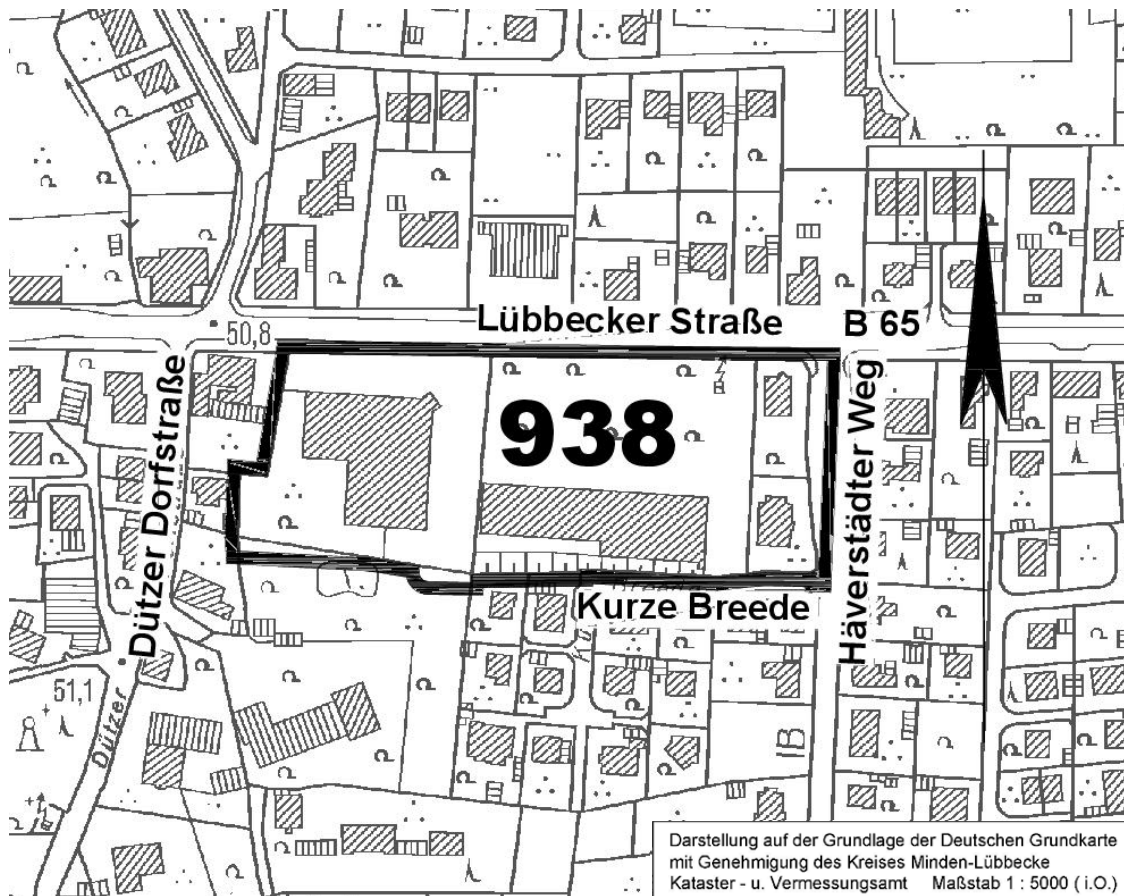 Lübbecker Straße
B 65
50,8
938
Dützer Dorfstraße
Häverstädter Weg
Kurze Breede
51,1
Dützer
Darstellung auf der Grundlage der Deutschen Grundkarte
mit Genehmigung des Kreises Minden-Lübbecke
Kataster - u. Vermessungsamt Maßstab 1 : 5000 ( i.O.)